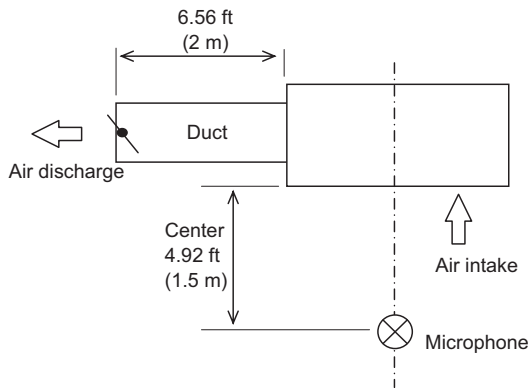 6.56 ft
(2 m)
Duct
Air discharge
Center
4.92 ft
(1.5 m)
Air intake
Microphone